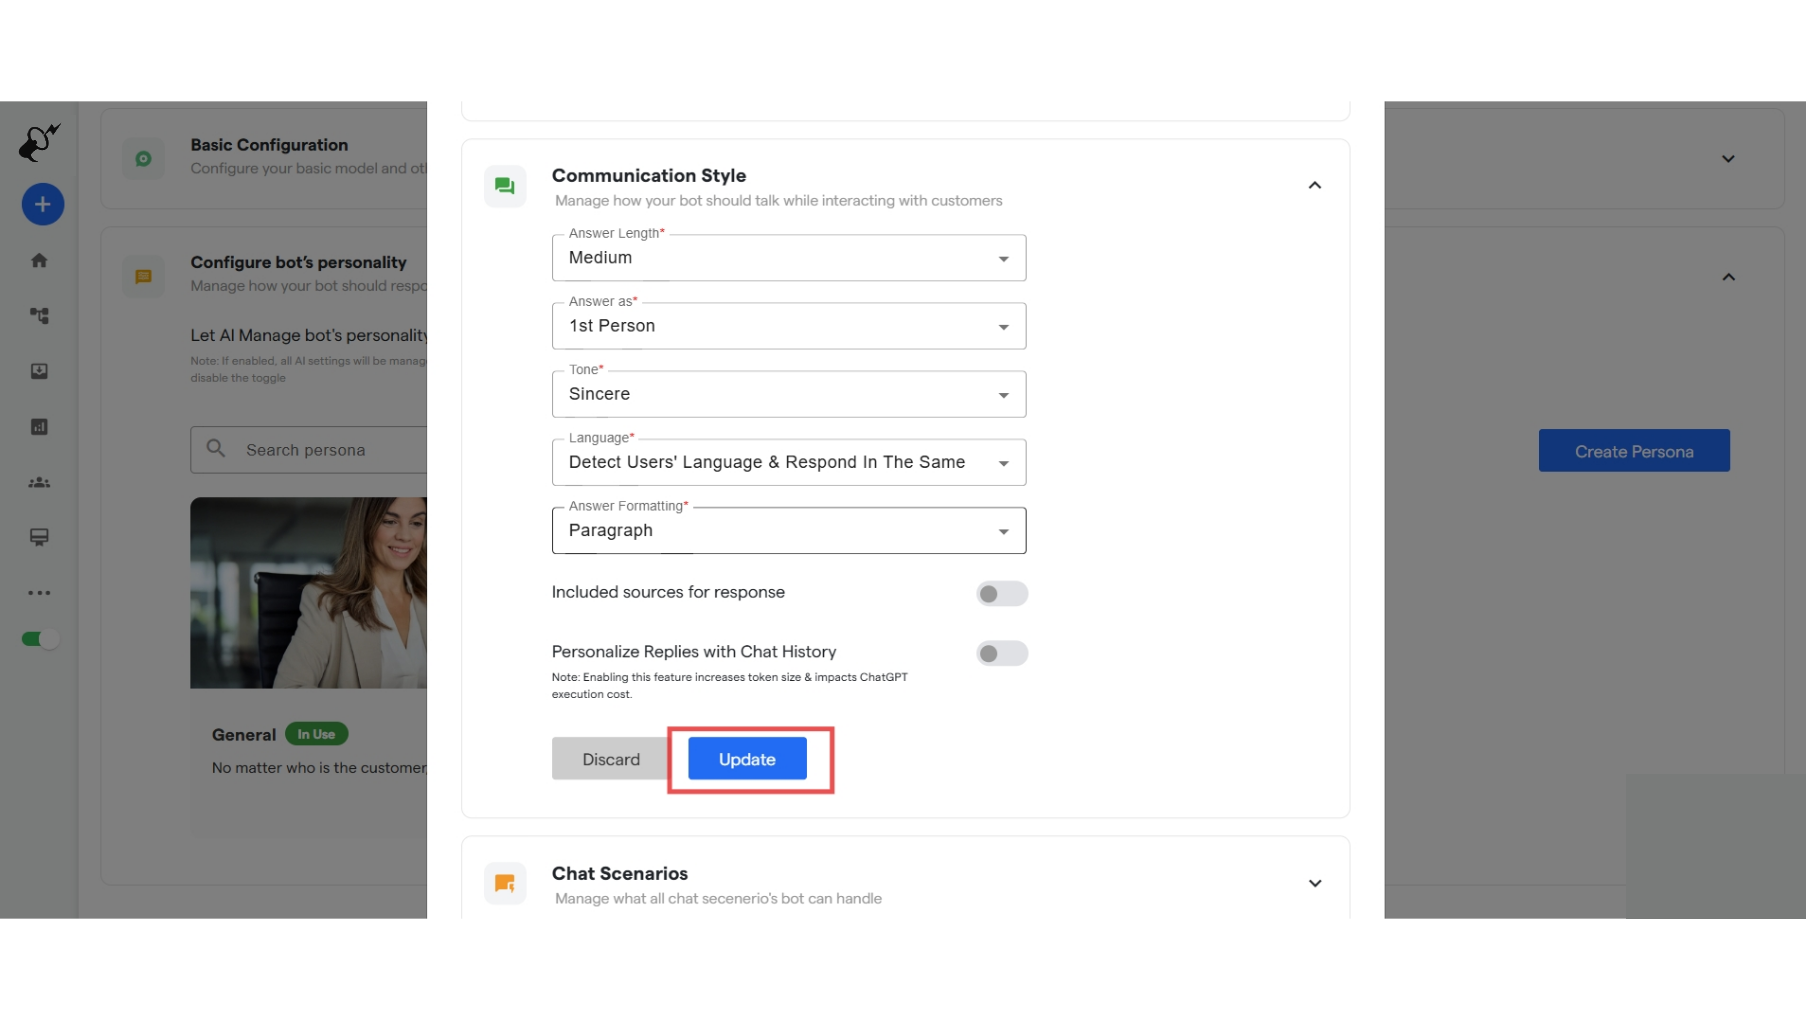 Basic Configuration
Configure your basic model and ot
Configure bot's personality
Manage how your bot should respo
Let AI Manage bot's personality
Note: If enabled, all AI settings will be manag
disable the toggle
Search persona
General In Use
No matter who is the customer,
Communication Style
Manage how your bot should talk while interacting with customers
Answer Length*
Medium
Answer as*
1st Person
Tone*
Sincere
Language*
Detect Users' Language & Respond In The Same
Answer Formatting*
Paragraph
Included sources for response
Personalize Replies with Chat History
Note: Enabling this feature increases token size & impacts ChatGPT
execution cost.
Discard Update
Chat Scenarios
Manage what all chat secenerio's bot can handle
Create Persona